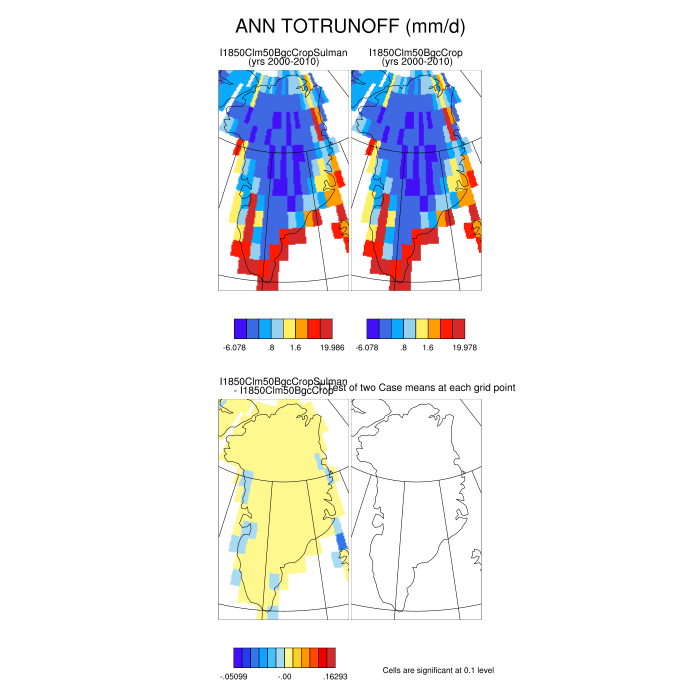 ANN TOTRUNOFF (mm/d)
I1850Clm50BgcCropSulman
(yrs 2000-2010)
I1850Clm50BgcCrop
(yrs 2000-2010)
-6.078 .8 1.6 19.986
-6.078 .8 1.6 19.978
I1850Clm50BgcCropSulman
- I1850Clm50BgcCrop
est of two Case means at each grid point
-.05099 -.00 .16293
Cells are significant at 0.1 level